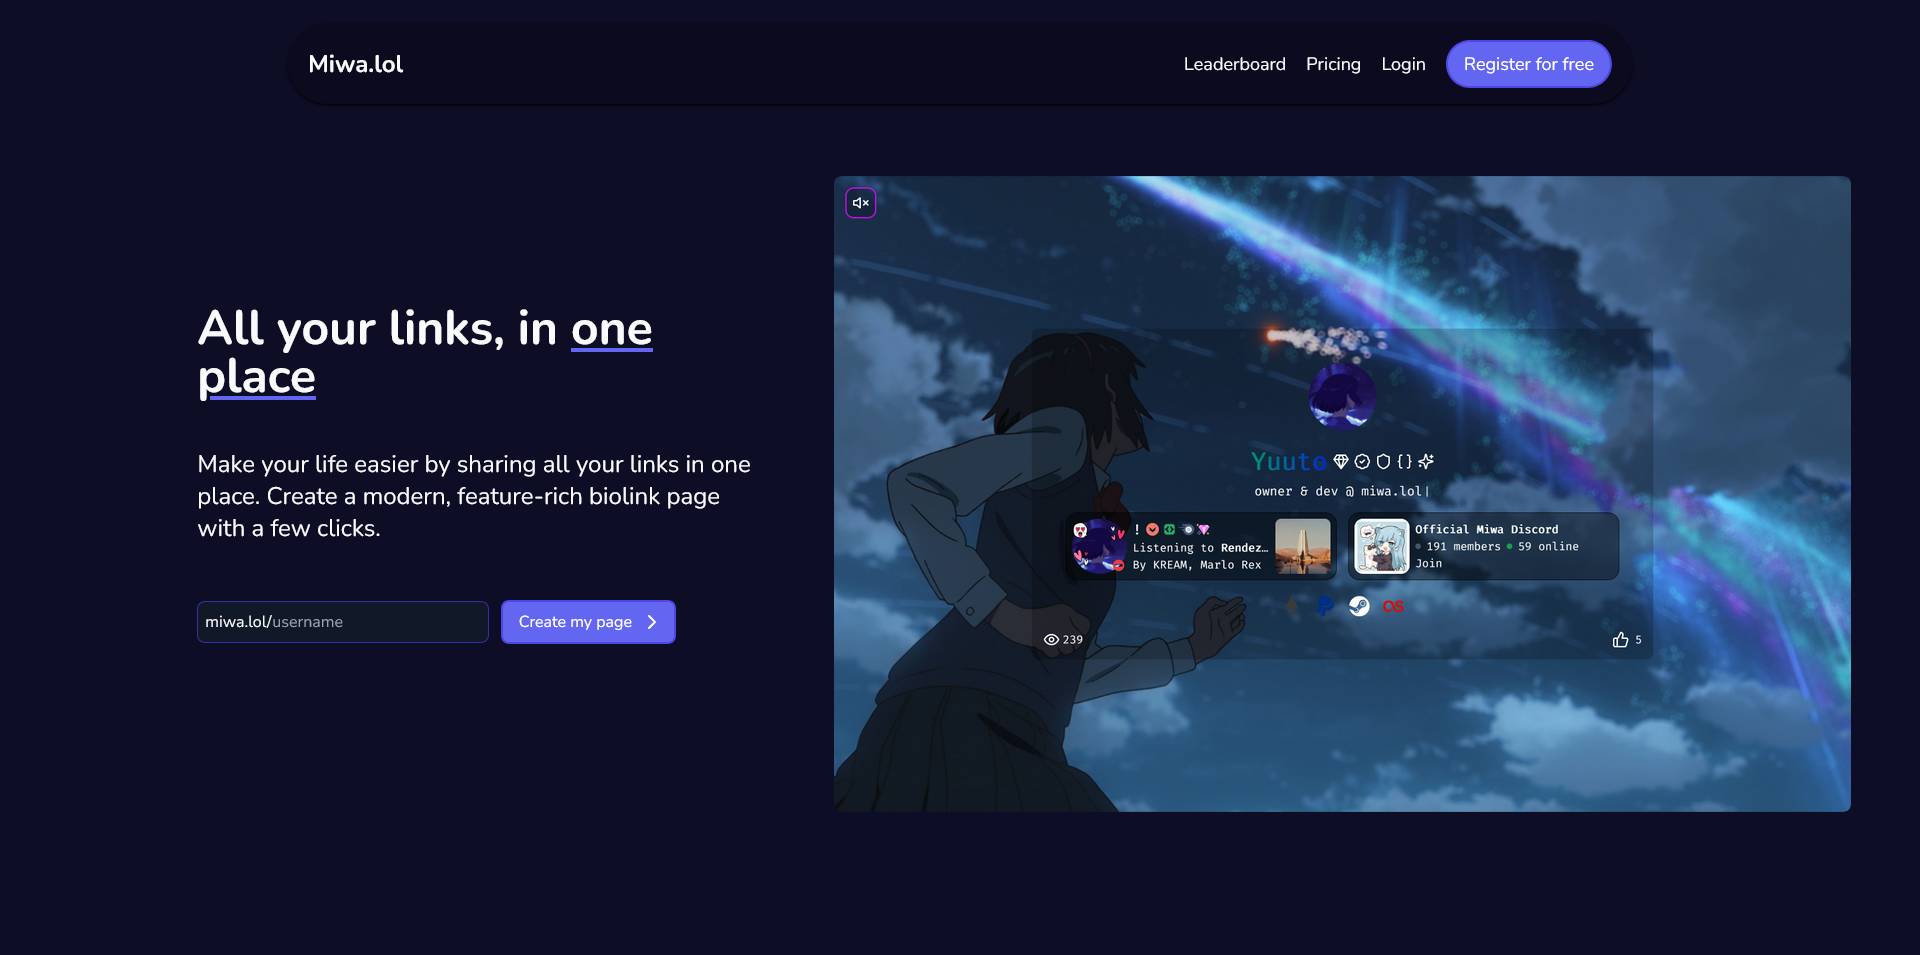 Miwa.lol
Leaderboard
Pricing
Login
Register for free
All your links, in one
place
Make your life easier by sharing all your links in one
place. Create a modern, feature-rich biolink page
with a few clicks.
miwa.lol/username
Create my page
Yuuto
owner & dev @ miwa.lol|
!
Listening to Rendez…
By KREAM, Marlo Rex
Official Miwa Discord
191 members 59 online
Join
239
5